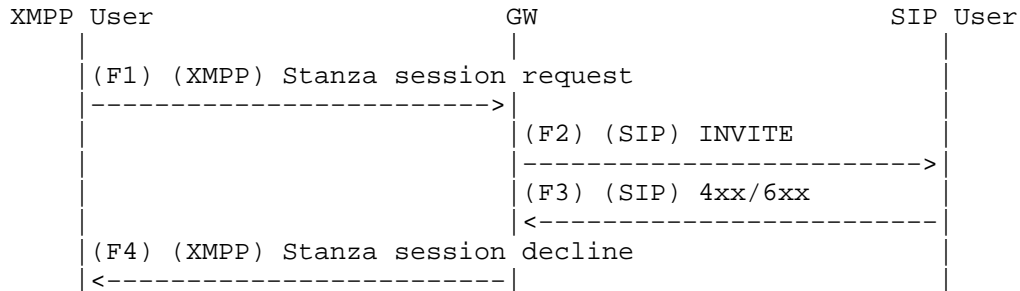 XMPP User GW SIP User
(F1) (XMPP) Stanza session request
(F2) (SIP) INVITE
(F3) (SIP) 4xx/6xx
(F4) (XMPP) Stanza session decline